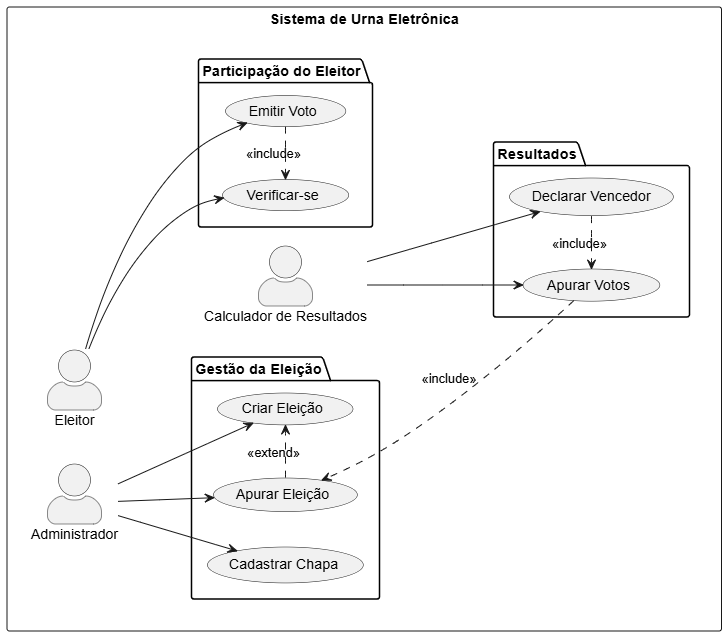 Sistema de Urna Eletrônica
Participação do Eleitor
Emitir Voto
«include»
Verificar-se
Resultados
Declarar Vencedor
«include»
Apurar Votos
Calculador de Resultados
«include»
Eleitor
Gestão da Eleição
Criar Eleição
«extend»
Apurar Eleição
Cadastrar Chapa
Administrador